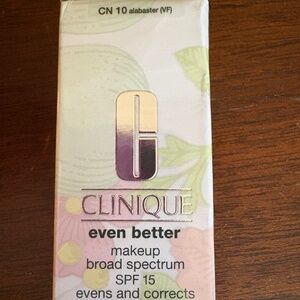 CN 10 alabaster (VF)
CLINIQUE
even better
makeup
broad spectrum
SPF 15
evens and corrects